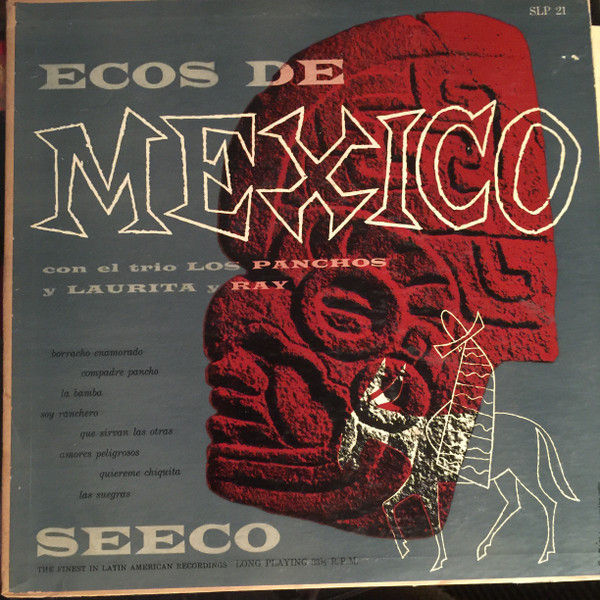 SLP 21
ECOS DE
MEXICO
con el trio LOS PANCHOS
y LAURITA y RAY
borracho enamorado
compadre pancho
la bamba
soy ranchero
que sirvan las otras
amores peligrosos
quiereme chiquita
las suegras
SEECO
THE FINEST IN LATIN AMERICAN RECORDINGS LONG PLAYING 33⅓ R.P.M.